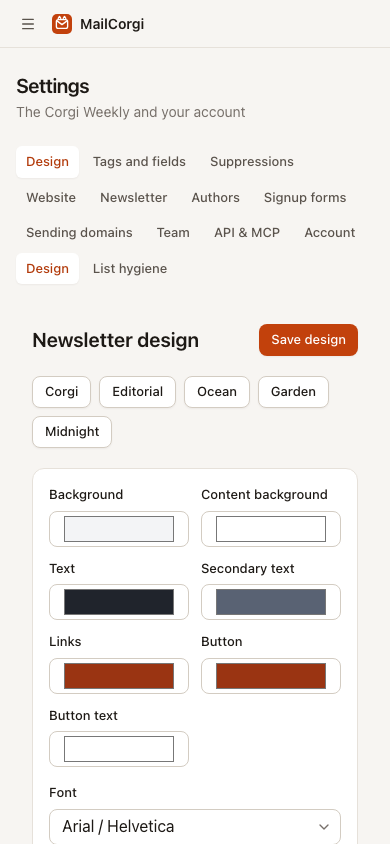 MailCorgi
Settings
The Corgi Weekly and your account
Design Tags and fields Suppressions
Website Newsletter Authors Signup forms
Sending domains Team API & MCP Account
Design List hygiene
Newsletter design Save design
Corgi Editorial Ocean Garden
Midnight
Background Content background
Text Secondary text
Links Button
Button text
Font
Arial / Helvetica